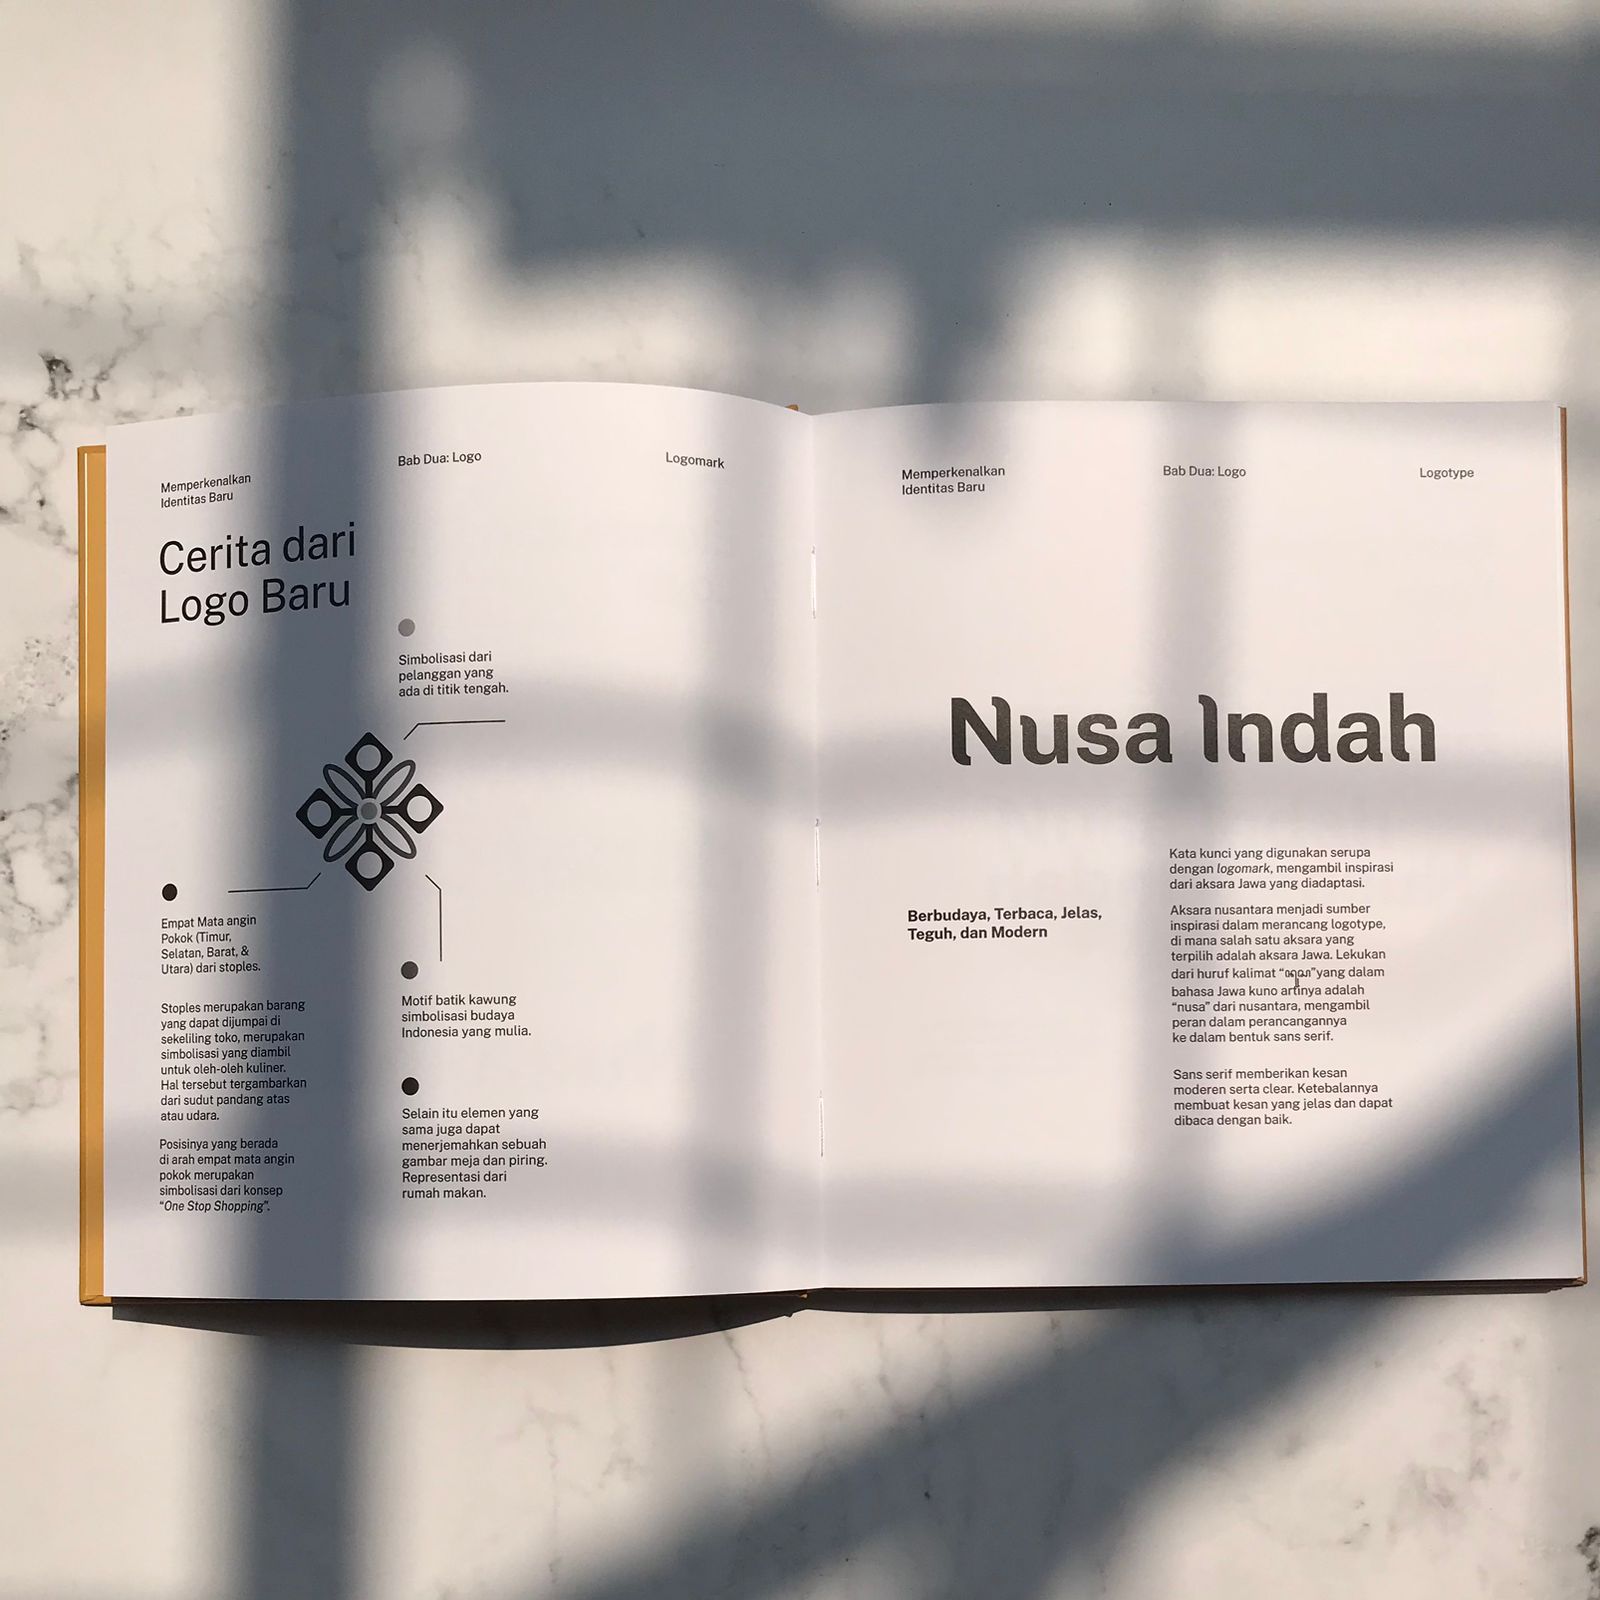 Memperkenalkan
Identitas Baru
Bab Dua: Logo
Logomark
Cerita dari
Logo Baru
Simbolisasi dari
pelanggan yang
ada di titik tengah.
Empat Mata angin
Pokok (Timur,
Selatan, Barat, &
Utara) dari stoples.
Stoples merupakan barang
yang dapat dijumpai di
sekeliling toko, merupakan
simbolisasi yang diambil
untuk oleh-oleh kuliner.
Hal tersebut tergambarkan
dari sudut pandang atas
atau udara.
Posisinya yang berada
di arah empat mata angin
pokok merupakan
simbolisasi dari konsep
“One Stop Shopping”.
Motif batik kawung
simbolisasi budaya
Indonesia yang mulia.
Selain itu elemen yang
sama juga dapat
menerjemahkan sebuah
gambar meja dan piring.
Representasi dari
rumah makan.
Memperkenalkan
Identitas Baru
Bab Dua: Logo
Logotype
Nusa Indah
Berbudaya, Terbaca, Jelas,
Teguh, dan Modern
Kata kunci yang digunakan serupa
dengan logomark, mengambil inspirasi
dari aksara Jawa yang diadaptasi.
Aksara nusantara menjadi sumber
inspirasi dalam merancang logotype,
di mana salah satu aksara yang
terpilih adalah aksara Jawa. Lekukan
dari huruf kalimat “”yang dalam
bahasa Jawa kuno artinya adalah
“nusa” dari nusantara, mengambil
peran dalam perancangannya
ke dalam bentuk sans serif.
Sans serif memberikan kesan
moderen serta clear. Ketebalannya
membuat kesan yang jelas dan dapat
dibaca dengan baik.